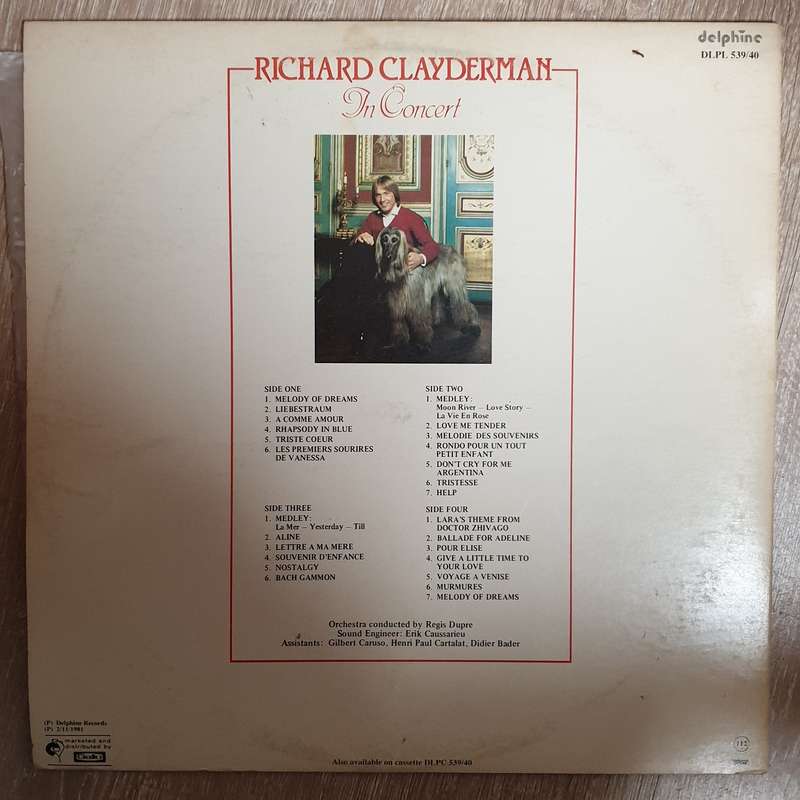 delphine
DLPL 539/40
RICHARD CLAYDERMAN
In Concert
SIDE ONE
1. MELODY OF DREAMS
2. LIEBESTRAUM
3. A COMME AMOUR
4. RHAPSODY IN BLUE
5. TRISTE COEUR
6. LES PREMIERS SOURIRES
DE VANESSA
SIDE TWO
1. MEDLEY:
Moon River – Love Story –
La Vie En Rose
2. LOVE ME TENDER
3. MELODIE DES SOUVENIRS
4. RONDO POUR UN TOUT
PETIT ENFANT
5. DON'T CRY FOR ME
ARGENTINA
6. TRISTESSE
7. HELP
SIDE THREE
1. MEDLEY:
La Mer – Yesterday – Till
2. ALINE
3. LETTRE A MA MERE
4. SOUVENIR D'ENFANCE
5. NOSTALGY
6. BACH GAMMON
SIDE FOUR
1. LARA'S THEME FROM
DOCTOR ZHIVAGO
2. BALLADE FOR ADELINE
3. POUR ELISE
4. GIVE A LITTLE TIME TO
YOUR LOVE
5. VOYAGE A VENISE
6. MURMURES
7. MELODY OF DREAMS
Orchestra conducted by Regis Dupre
Sound Engineer: Erik Caussarieu
Assistants: Gilbert Caruso, Henri Paul Cartalat, Didier Bader
(P) Delphine Records
(P) 2/11/1981
marketed and
distributed by
Also available on cassette DLPC 539/40